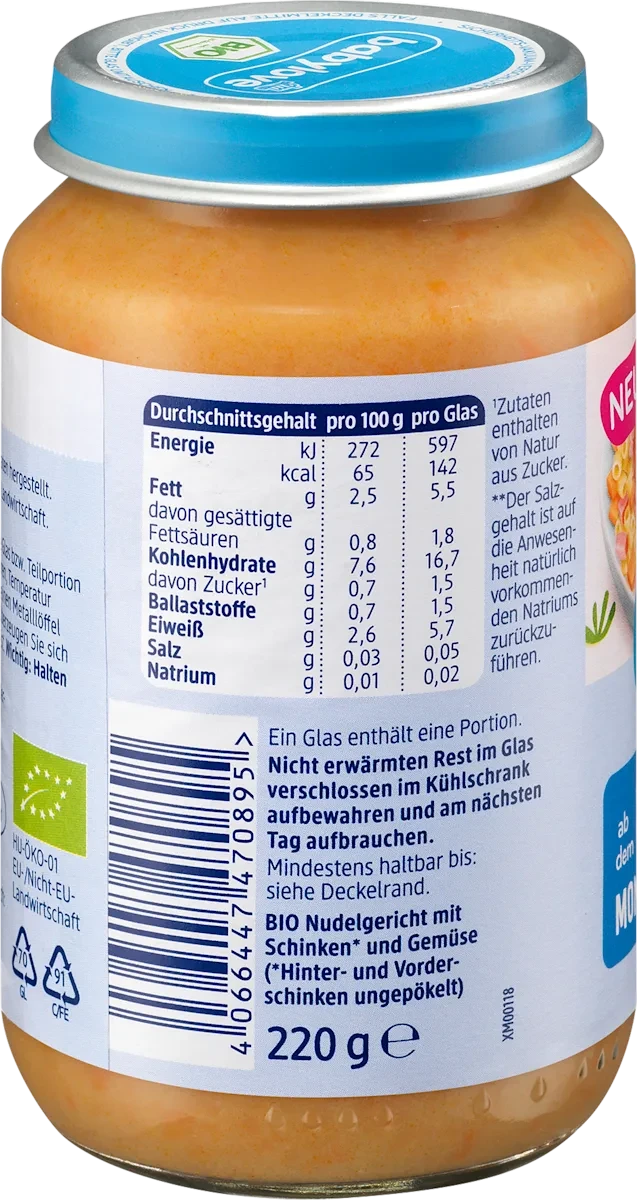 FALLS DECKELMITTE AUF DRUCK NACHGIBT, BITTE
BIO
dm
babylove
Durchschnittsgehalt pro 100 g pro Glas
Energie kJ 272 597
kcal 65 142
Fett g 2,5 5,5
davon gesättigte
Fettsäuren g 0,8 1,8
Kohlenhydrate g 7,6 16,7
davon Zucker¹ g 0,7 1,5
Ballaststoffe g 0,7 1,5
Eiweiß g 2,6 5,7
Salz g 0,03 0,05
Natrium g 0,01 0,02
¹Zutaten
enthalten
von Natur
aus Zucker.
**Der Salz-
gehalt ist auf
die Anwesen-
heit natürlich
vorkommen-
den Natriums
zurückzu-
führen.
hergestellt.
bzw. Teilportion
Temperatur
Metalllöffel
Sie sich
Wichtig: Halten
HU-ÖKO-01
EU-/Nicht-EU-
Landwirtschaft
70
GL
91
C/FE
4 066447 470895 >
Ein Glas enthält eine Portion.
Nicht erwärmten Rest im Glas
verschlossen im Kühlschrank
aufbewahren und am nächsten
Tag aufbrauchen.
Mindestens haltbar bis:
siehe Deckelrand.
BIO Nudelgericht mit
Schinken* und Gemüse
(*Hinter- und Vorder-
schinken ungepökelt)
220 g ℮
XM00118
ab
dem